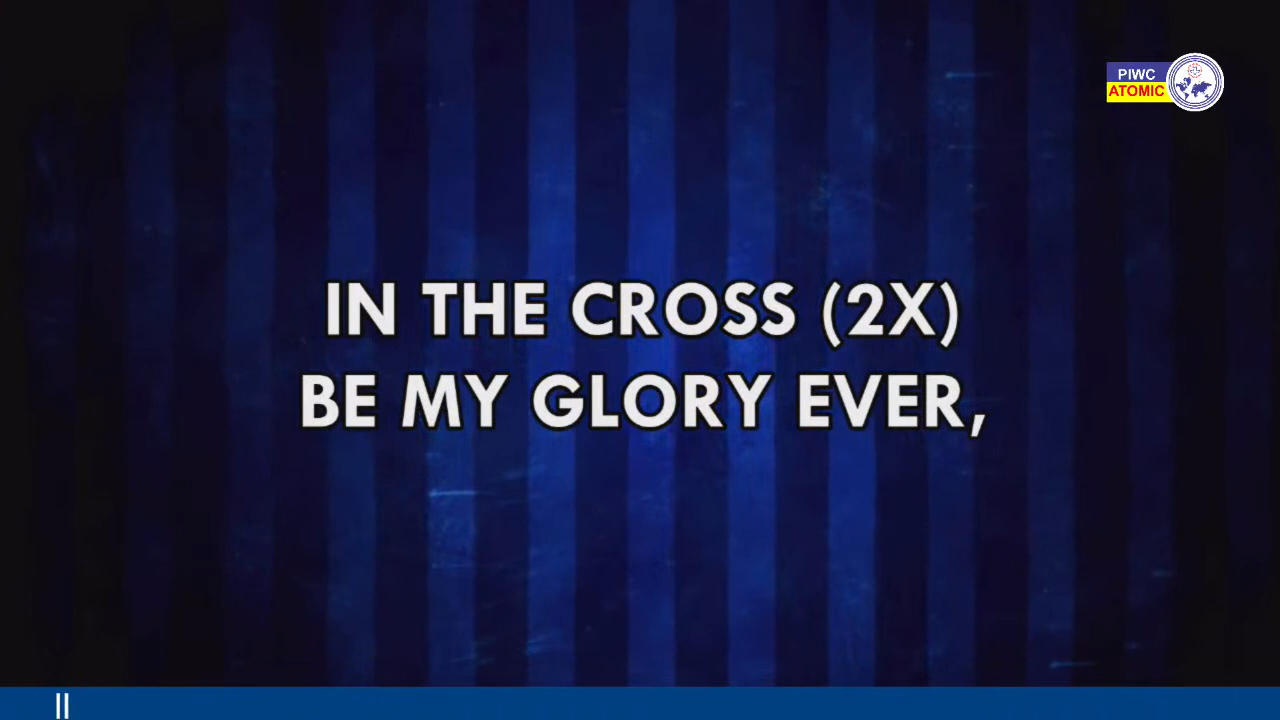 PIWC
ATOMIC
IN THE CROSS (2X)
BE MY GLORY EVER,